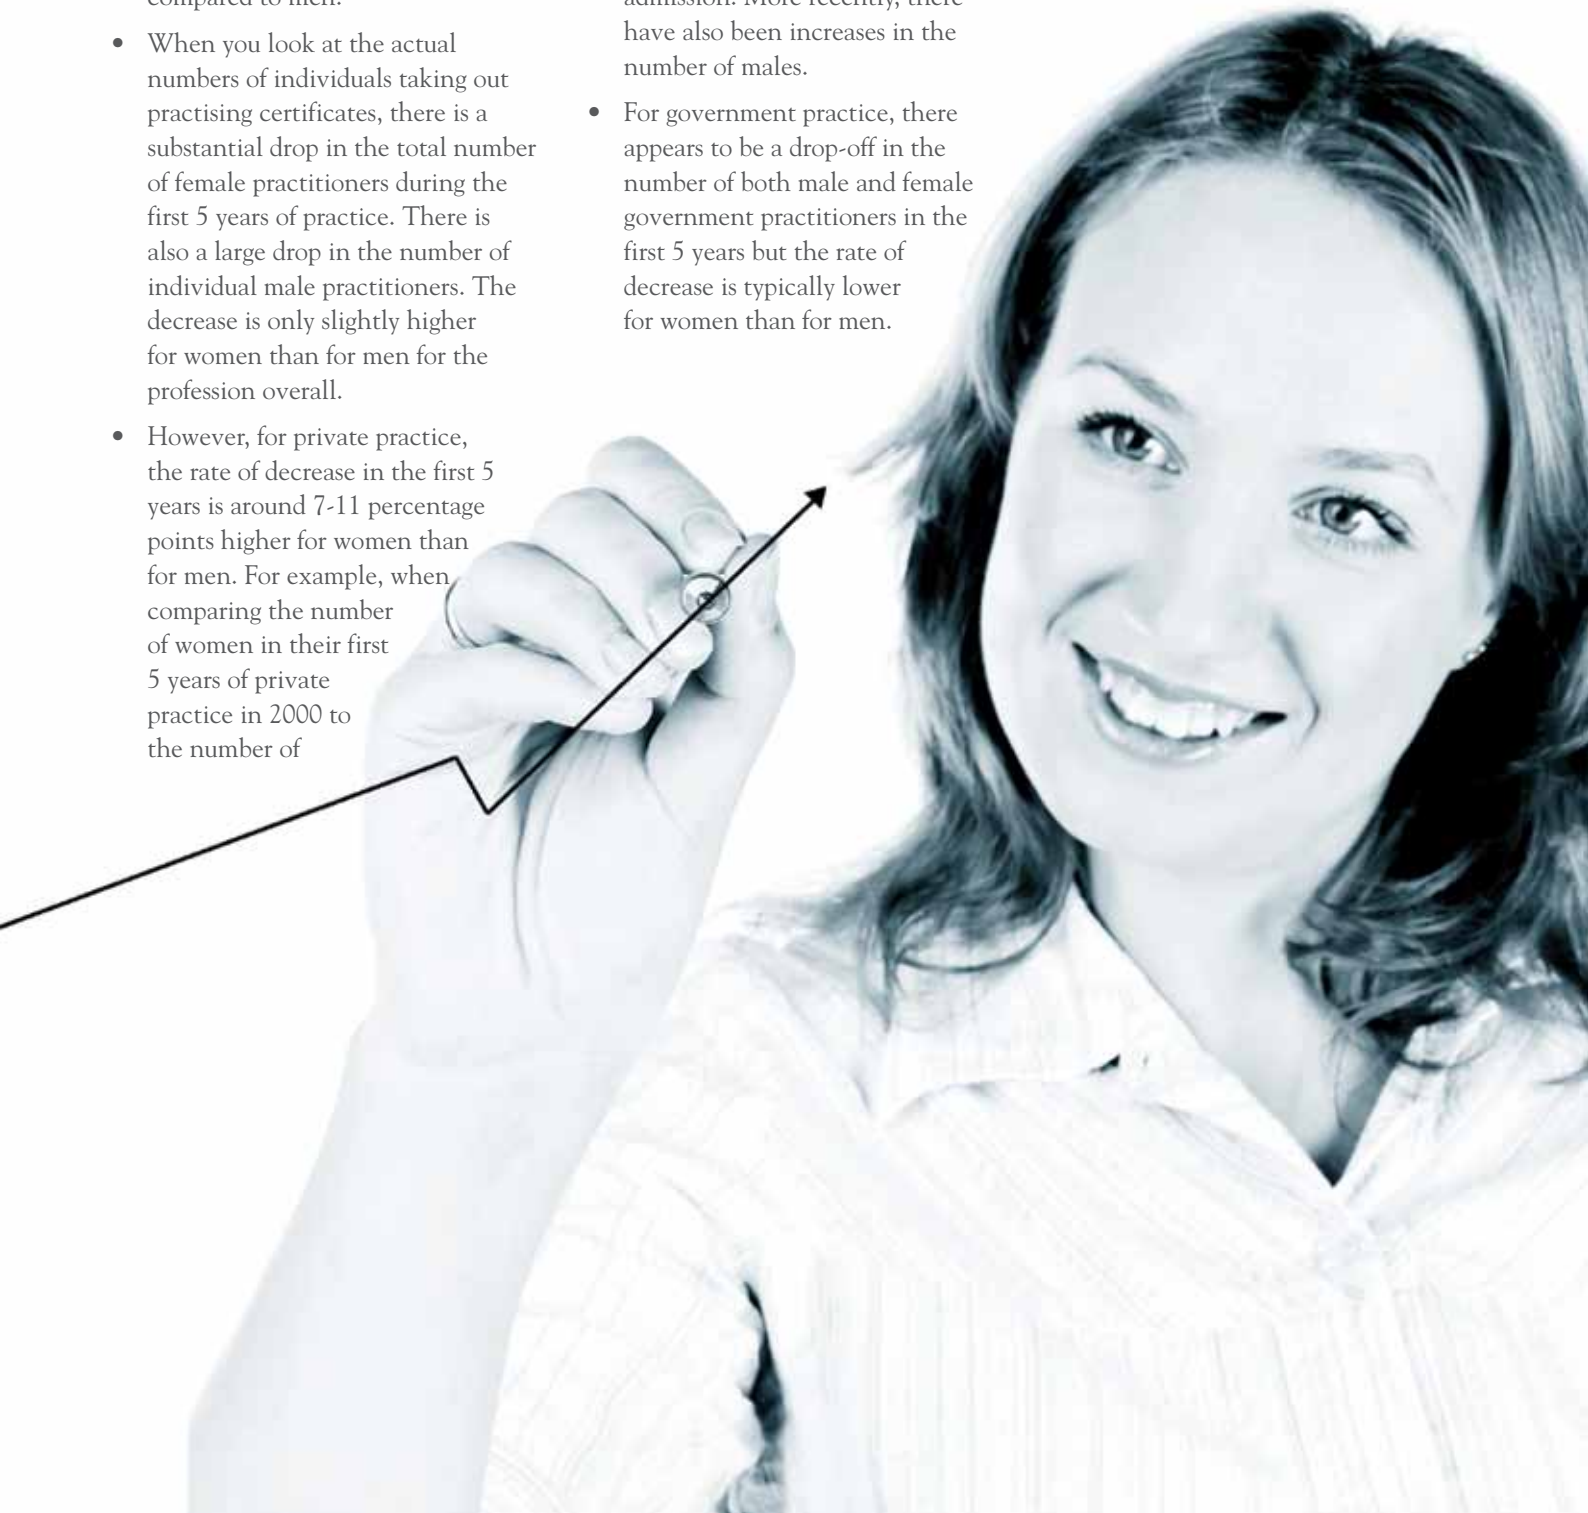 compared to men.
• When you look at the actual
numbers of individuals taking out
practising certificates, there is a
substantial drop in the total number
of female practitioners during the
first 5 years of practice. There is
also a large drop in the number of
individual male practitioners. The
decrease is only slightly higher
for women than for men for the
profession overall.
• However, for private practice,
the rate of decrease in the first 5
years is around 7-11 percentage
points higher for women than
for men. For example, when
comparing the number
of women in their first
5 years of private
practice in 2000 to
the number of
admission. More recently, there
have also been increases in the
number of males.
• For government practice, there
appears to be a drop-off in the
number of both male and female
government practitioners in the
first 5 years but the rate of
decrease is typically lower
for women than for men.